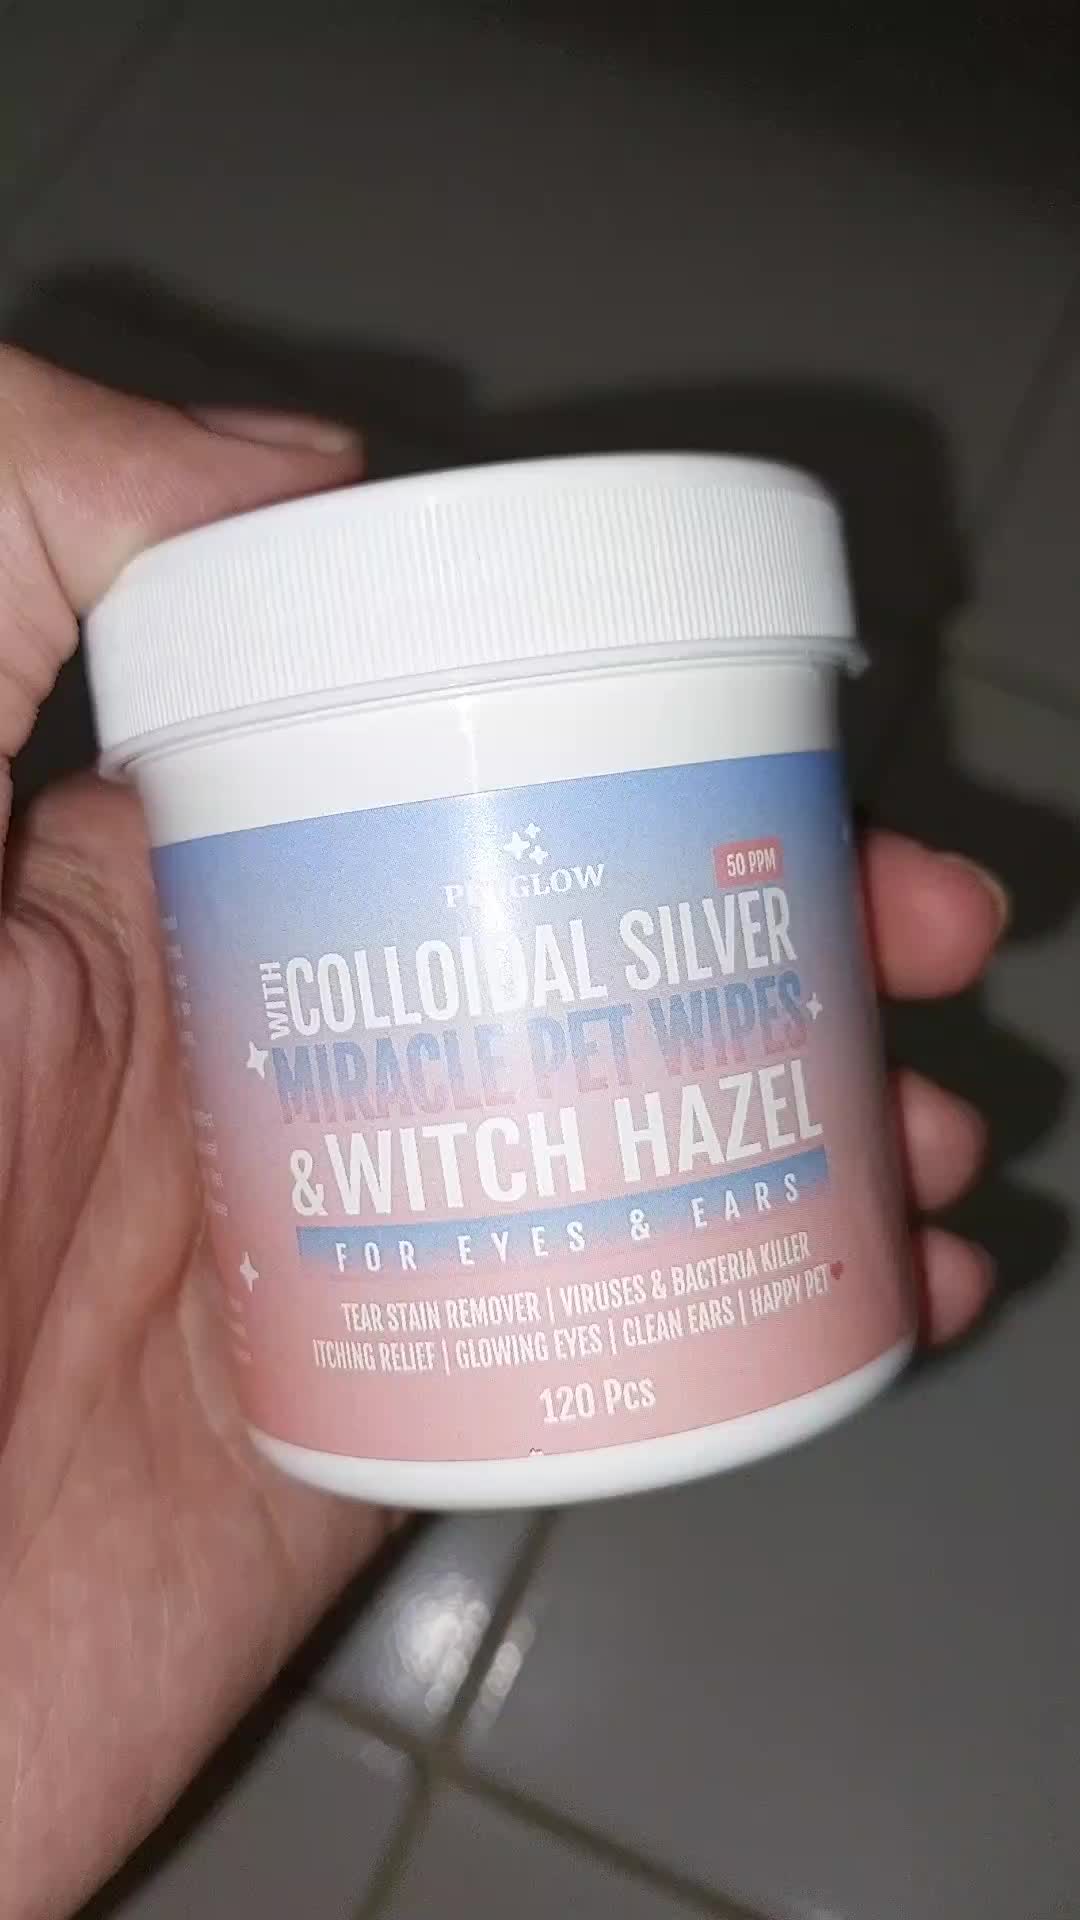 50 PPM
WITH COLLOIDAL SILVER
MIRACLE PET WIPES
& WITCH HAZEL
FOR EYES & EARS
TEAR STAIN REMOVER | VIRUSES & BACTERIA KILLER
ITCHING RELIEF | GLOWING EYES | CLEAN EARS | HAPPY PET
120 Pcs